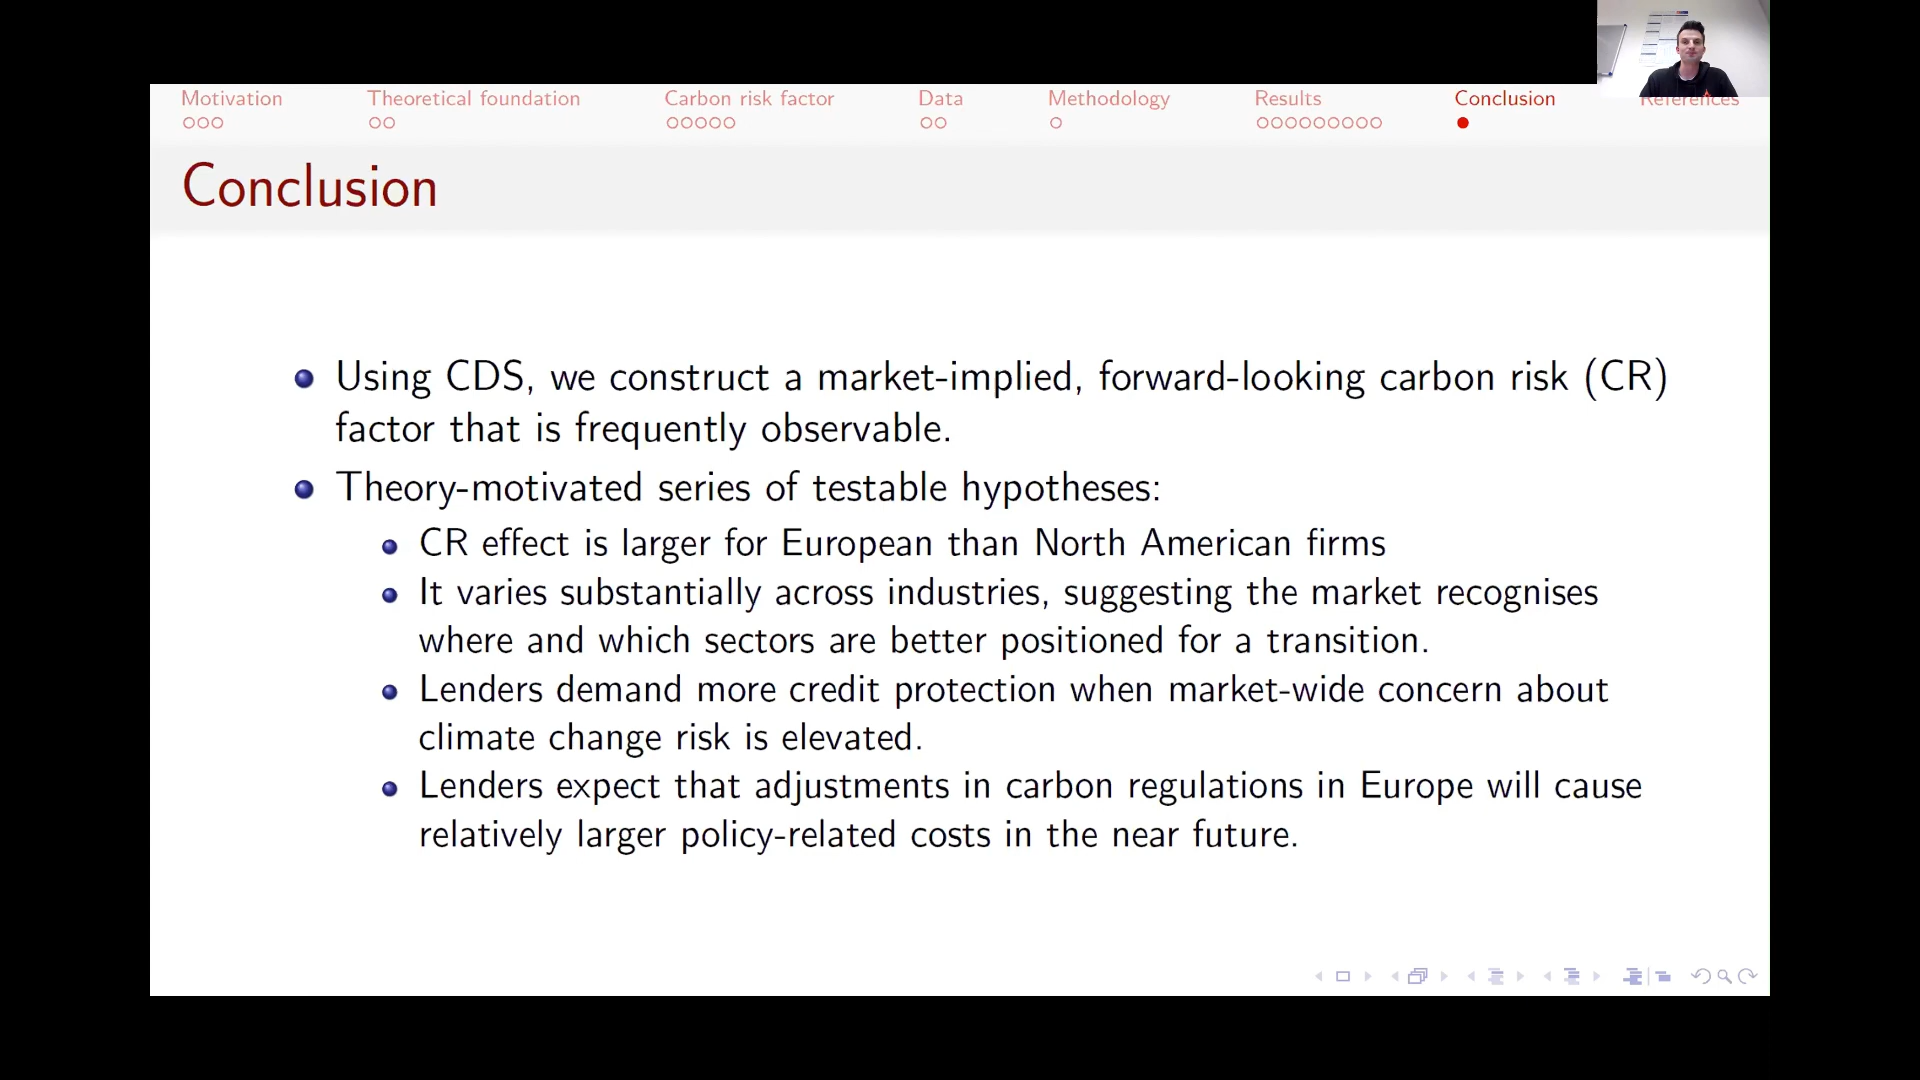 Motivation Theoretical foundation Carbon risk factor Data Methodology Results Conclusion References
Conclusion
Using CDS, we construct a market-implied, forward-looking carbon risk (CR)
factor that is frequently observable.
Theory-motivated series of testable hypotheses:
CR effect is larger for European than North American firms
It varies substantially across industries, suggesting the market recognises
where and which sectors are better positioned for a transition.
Lenders demand more credit protection when market-wide concern about
climate change risk is elevated.
Lenders expect that adjustments in carbon regulations in Europe will cause
relatively larger policy-related costs in the near future.